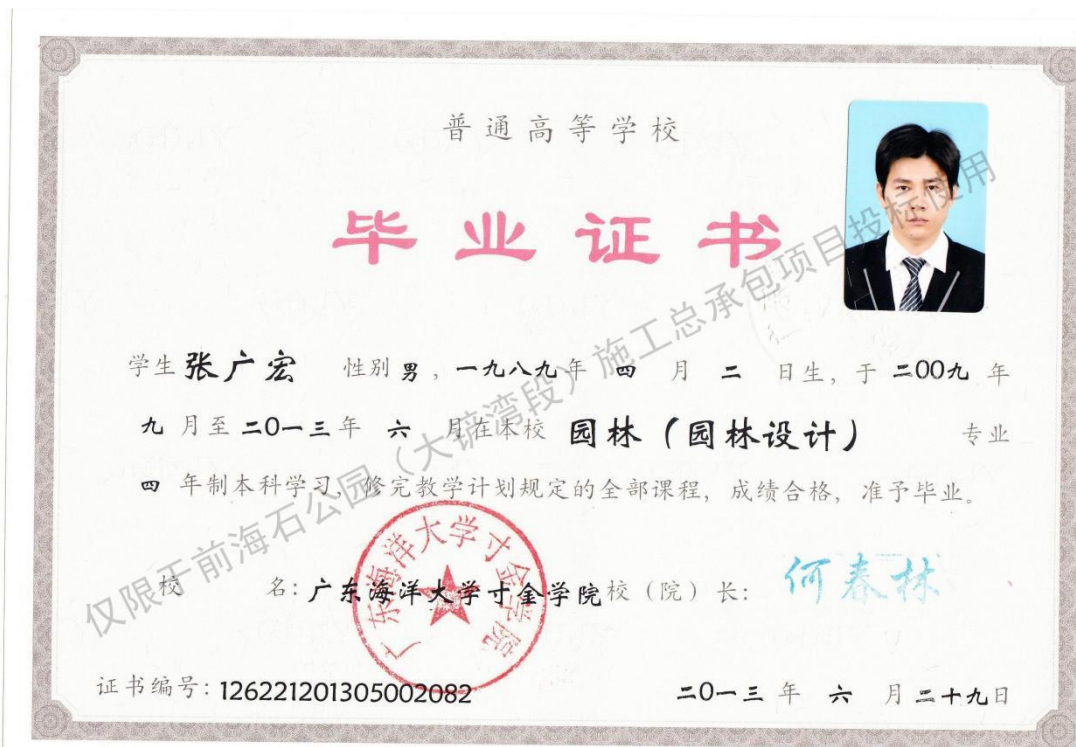 普通高等学校
毕业证书
学生 张广宏 性别 男 ，一九八九年 四 月 二 日生，于 二00九 年
九 月至 二0一三 年 六 月在本校 园林（园林设计） 专业
四 年制本科学习，修完教学计划规定的全部课程，成绩合格，准予毕业。
校 名：广东海洋大学寸金学院 校（院）长： 何春林
广东海洋大学寸金学院
证书编号：126221201305002082 二0一三 年 六 月 二十九日
仅限于前海石公园（大铲湾段）施工总承包项目投标使用